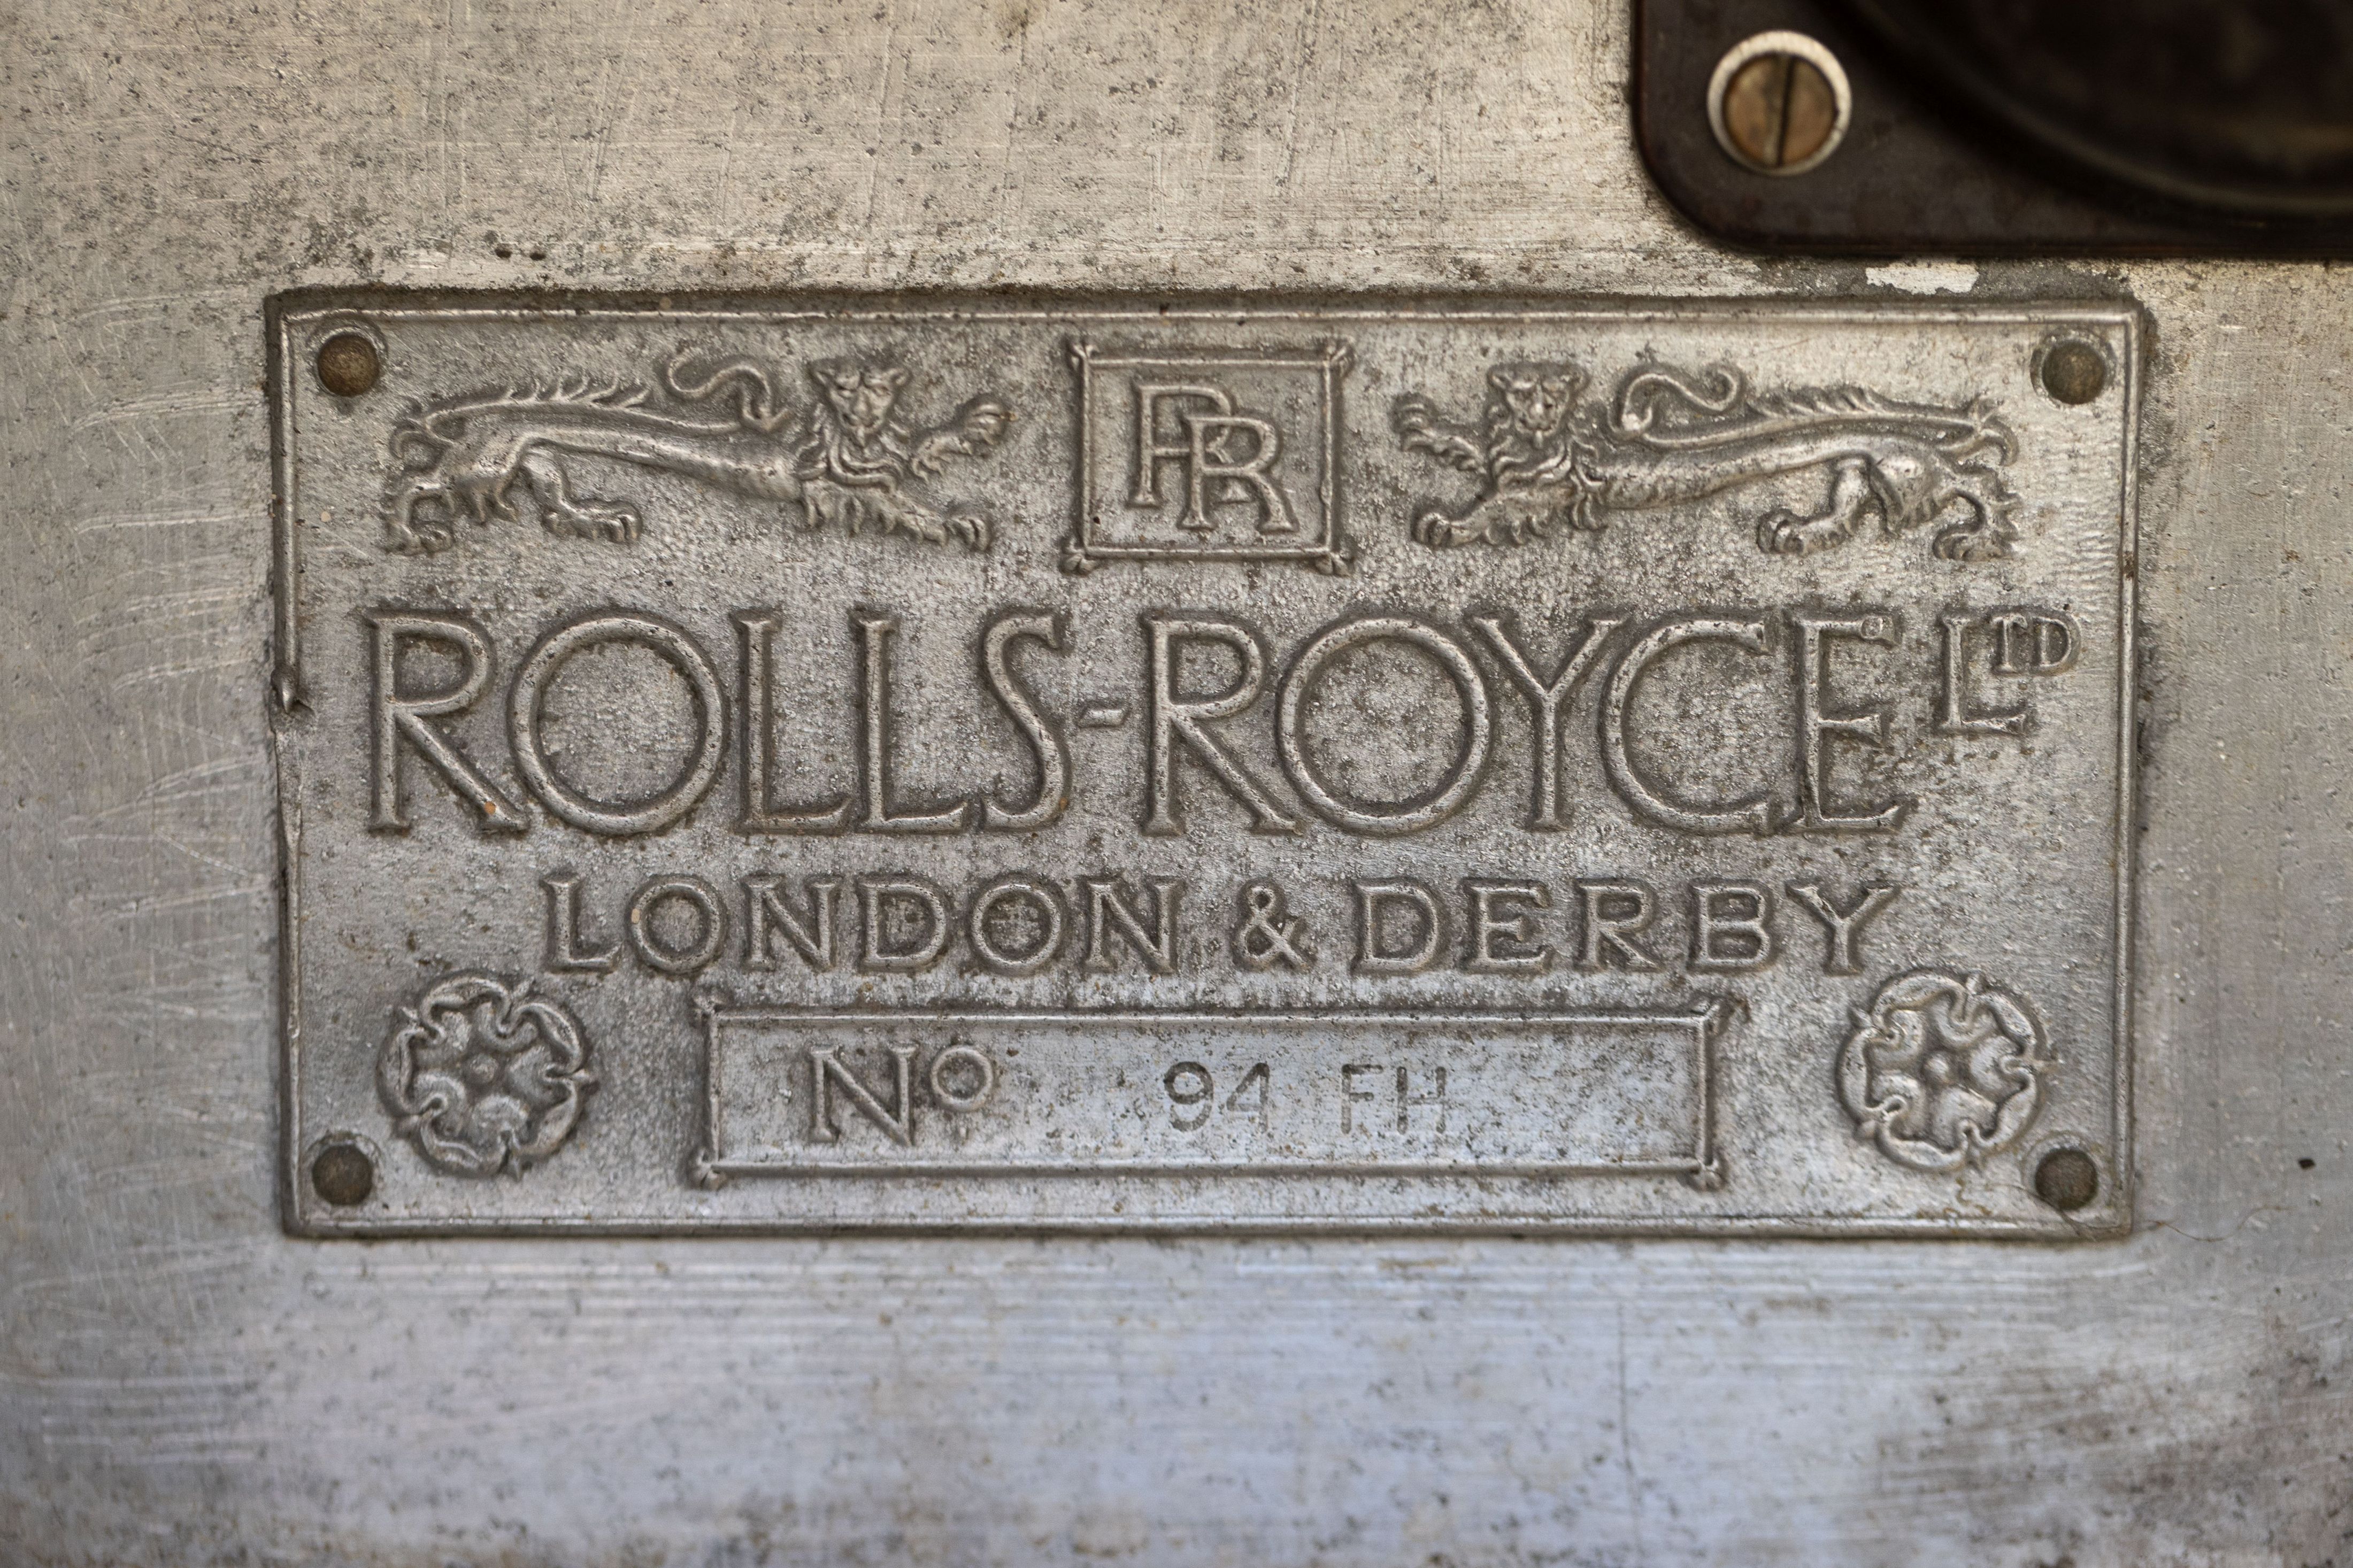 RR
ROLLS-ROYCE LTD
LONDON & DERBY
No 94 FH